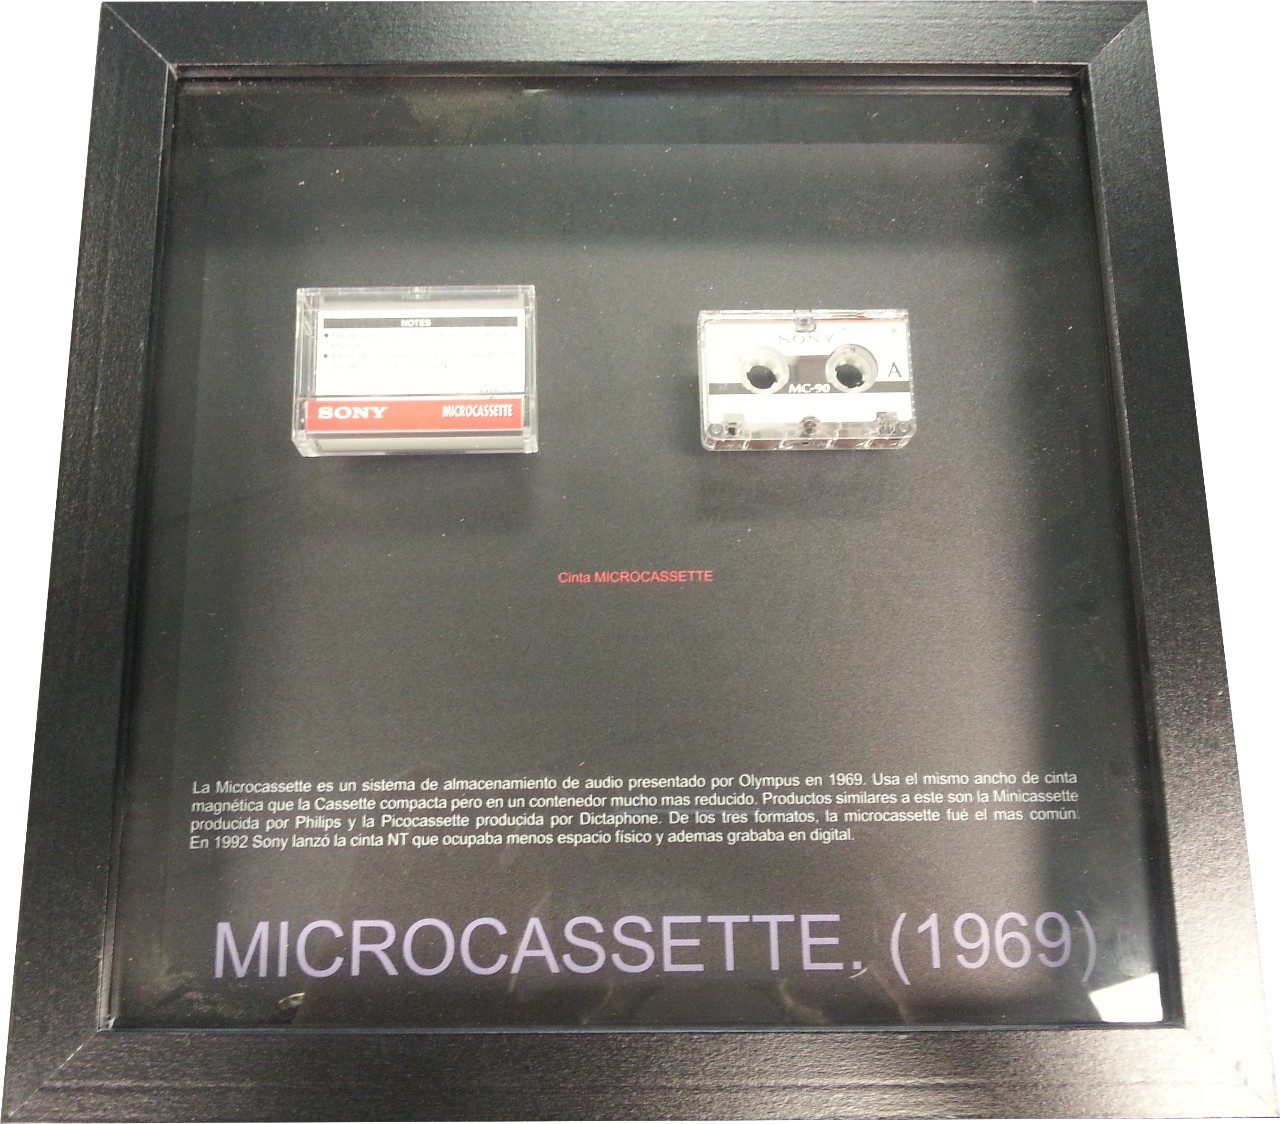 NOTES
SONY MICROCASSETTE
SONY
A
MC-90
Cinta MICROCASSETTE
La Microcassette es un sistema de almacenamiento de audio presentado por Olympus en 1969. Usa el mismo ancho de cinta
magnética que la Cassette compacta pero en un contenedor mucho mas reducido. Productos similares a este son la Minicassette
producida por Philips y la Picocassette producida por Dictaphone. De los tres formatos, la microcassette fué el mas común.
En 1992 Sony lanzó la cinta NT que ocupaba menos espacio físico y ademas grababa en digital.
MICROCASSETTE. (1969)